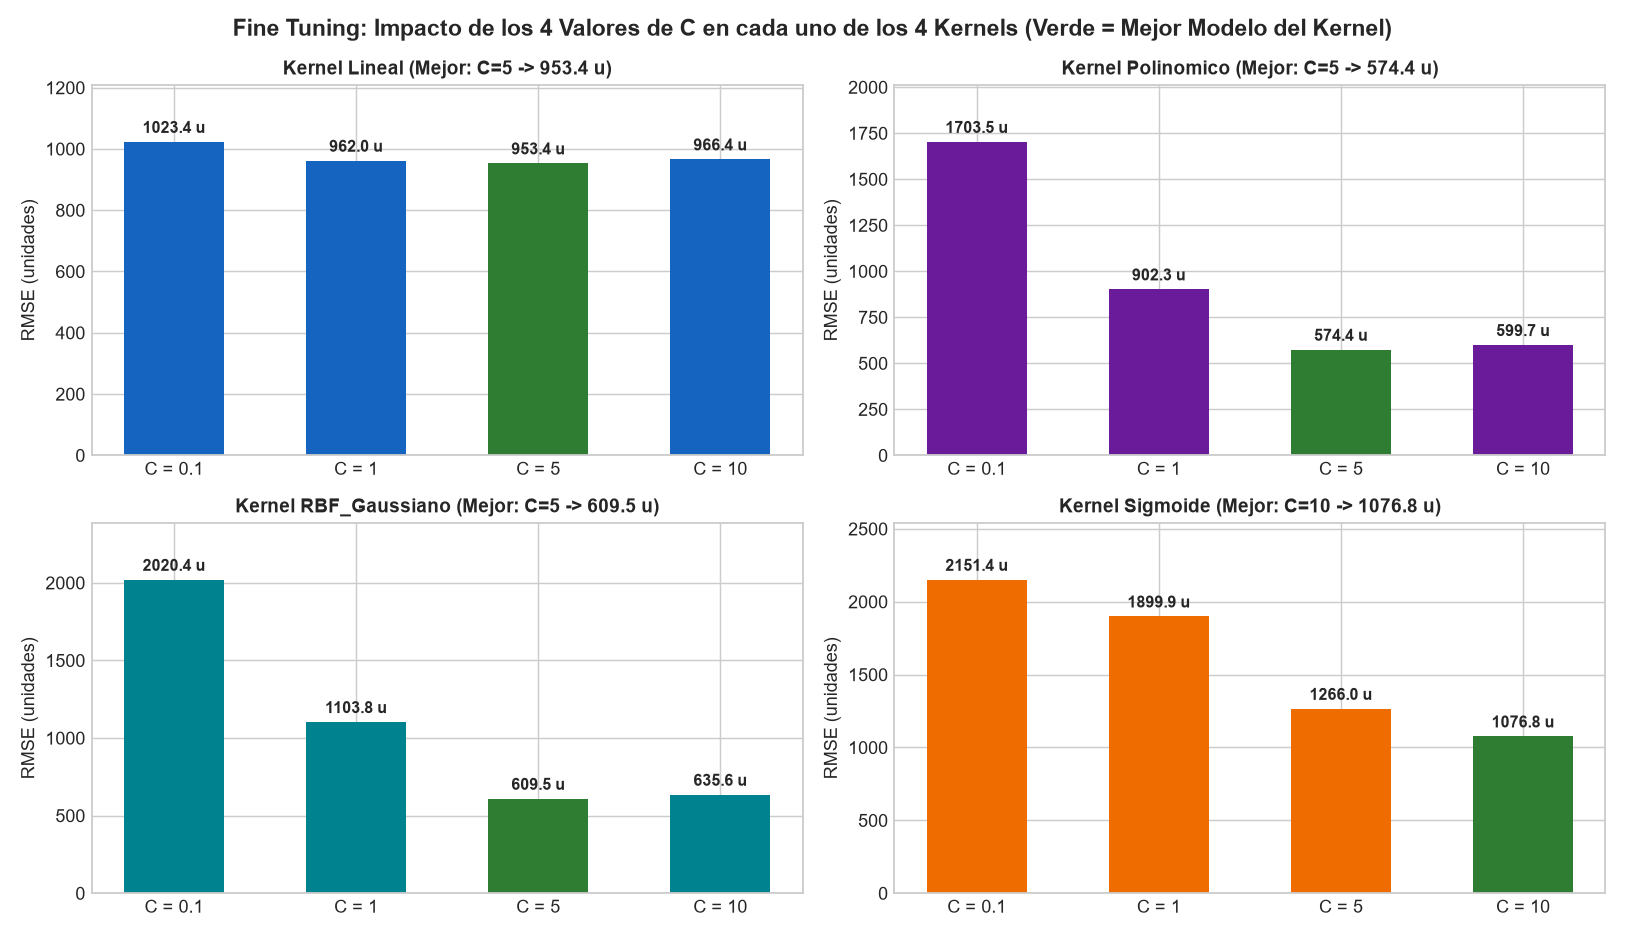 Fine Tuning: Impacto de los 4 Valores de C en cada uno de los 4 Kernels (Verde = Mejor Modelo del Kernel)
Kernel Lineal (Mejor: C=5 -> 953.4 u)
RMSE (unidades)
1200
1000
800
600
400
200
0
1023.4 u
962.0 u
953.4 u
966.4 u
C = 0.1
C = 1
C = 5
C = 10
Kernel Polinomico (Mejor: C=5 -> 574.4 u)
RMSE (unidades)
2000
1750
1500
1250
1000
750
500
250
0
1703.5 u
902.3 u
574.4 u
599.7 u
C = 0.1
C = 1
C = 5
C = 10
Kernel RBF_Gaussiano (Mejor: C=5 -> 609.5 u)
RMSE (unidades)
2000
1500
1000
500
0
2020.4 u
1103.8 u
609.5 u
635.6 u
C = 0.1
C = 1
C = 5
C = 10
Kernel Sigmoide (Mejor: C=10 -> 1076.8 u)
RMSE (unidades)
2500
2000
1500
1000
500
0
2151.4 u
1899.9 u
1266.0 u
1076.8 u
C = 0.1
C = 1
C = 5
C = 10